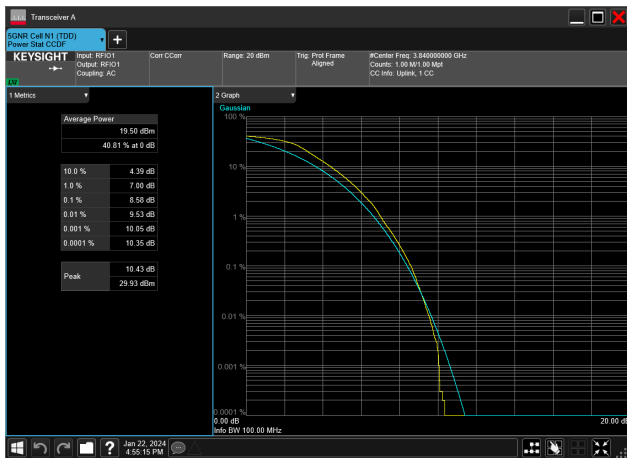 Transceiver A
5GNR Cell N1 (TDD)
Power Stat CCDF
KEYSIGHT
LXI
Input: RFIO1
Output: RFIO1
Coupling: AC
Corr CCorr
Range: 20 dBm
Trig: Prot Frame
Aligned
#Center Freq: 3.840000000 GHz
Counts: 1.00 M/1.00 Mpt
CC Info: Uplink, 1 CC
1 Metrics
Average Power
19.50 dBm
40.81 % at 0 dB
10.0 % 4.39 dB
1.0 % 7.00 dB
0.1 % 8.58 dB
0.01 % 9.53 dB
0.001 % 10.05 dB
0.0001 % 10.35 dB
Peak
10.43 dB
29.93 dBm
2 Graph
Gaussian
100 %
10 %
1 %
0.1 %
0.01 %
0.001 %
0.0001 %
0.00 dB
20.00 dB
Info BW 100.00 MHz
Jan 22, 2024
4:55:15 PM